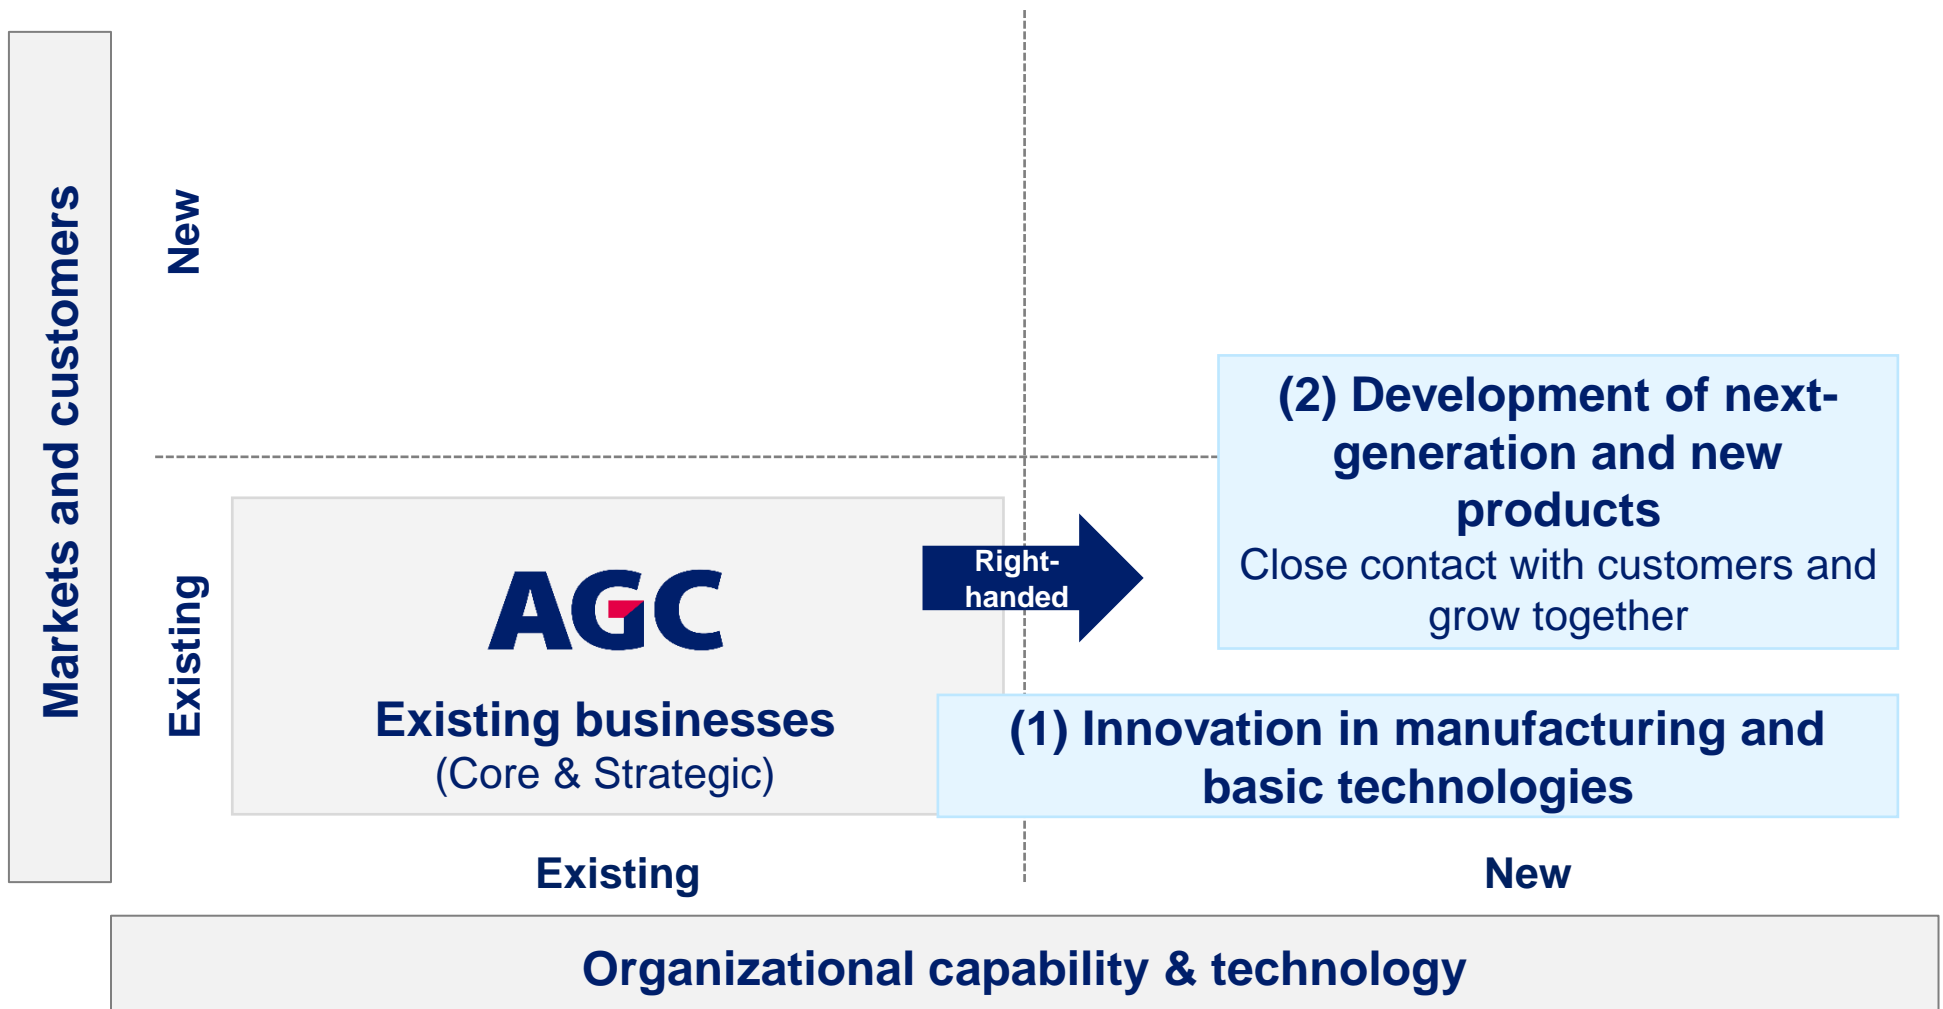 Markets and customers
New
Existing
(2) Development of next-
generation and new
products
Close contact with customers and
grow together
Right-
handed
AGC
Existing businesses
(Core & Strategic)
(1) Innovation in manufacturing and
basic technologies
Existing
New
Organizational capability & technology